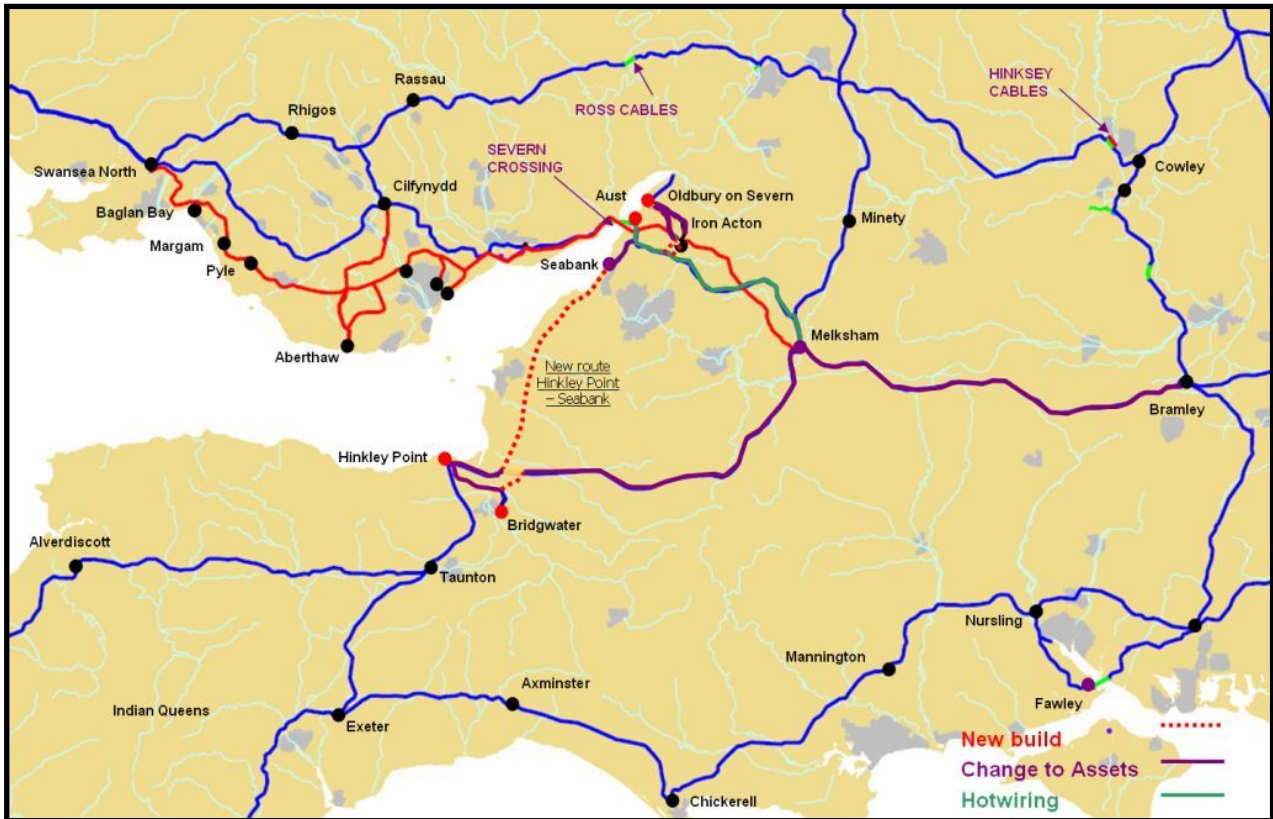 Rassau
ROSS CABLES
HINKSEY
CABLES
Rhigos
SEVERN
CROSSING
Swansea North
Cilfynydd
Cowley
Aust
Oldbury on Severn
Baglan Bay
Iron Acton
Minety
Margam
Pyle
Seabank
Aberthaw
Melksham
New route
Hinkley Point
– Seabank
Bramley
Hinkley Point
Bridgwater
Alverdiscott
Taunton
Nursling
Mannington
Axminster
Indian Queens
Exeter
Fawley
New build
Change to Assets
Hotwiring
Chickerell